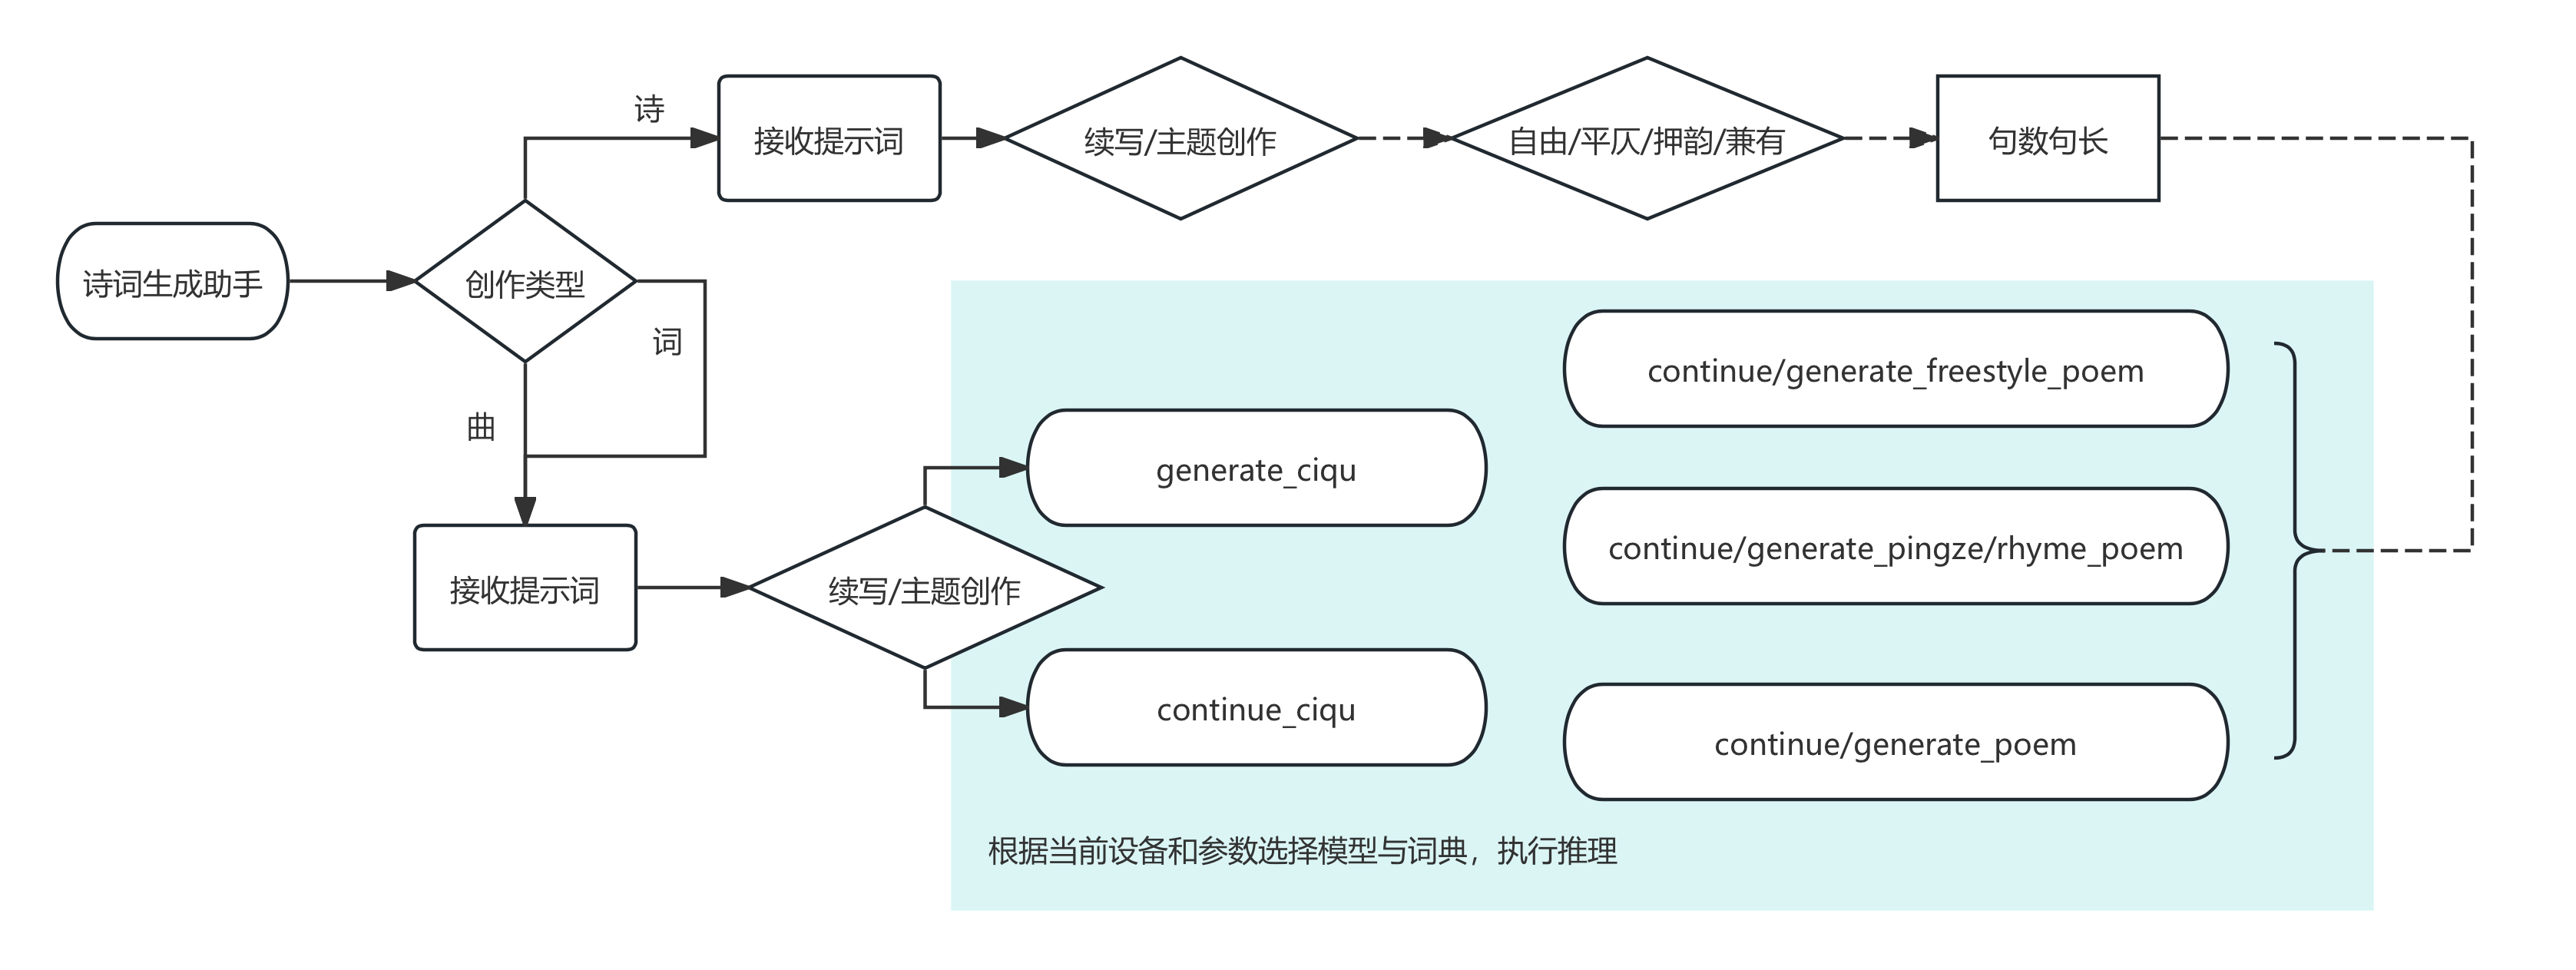 诗
接收提示词
续写/主题创作
自由/平仄/押韵/兼有
句数句长
诗词生成助手
创作类型
词
曲
接收提示词
续写/主题创作
generate_ciqu
continue_ciqu
continue/generate_freestyle_poem
continue/generate_pingze/rhyme_poem
continue/generate_poem
根据当前设备和参数选择模型与词典，执行推理